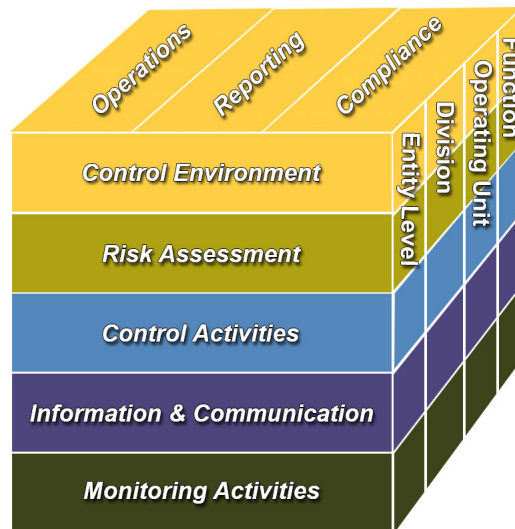 Operations
Reporting
Compliance
Control Environment
Risk Assessment
Control Activities
Information & Communication
Monitoring Activities
Entity Level
Division
Operating Unit
Function